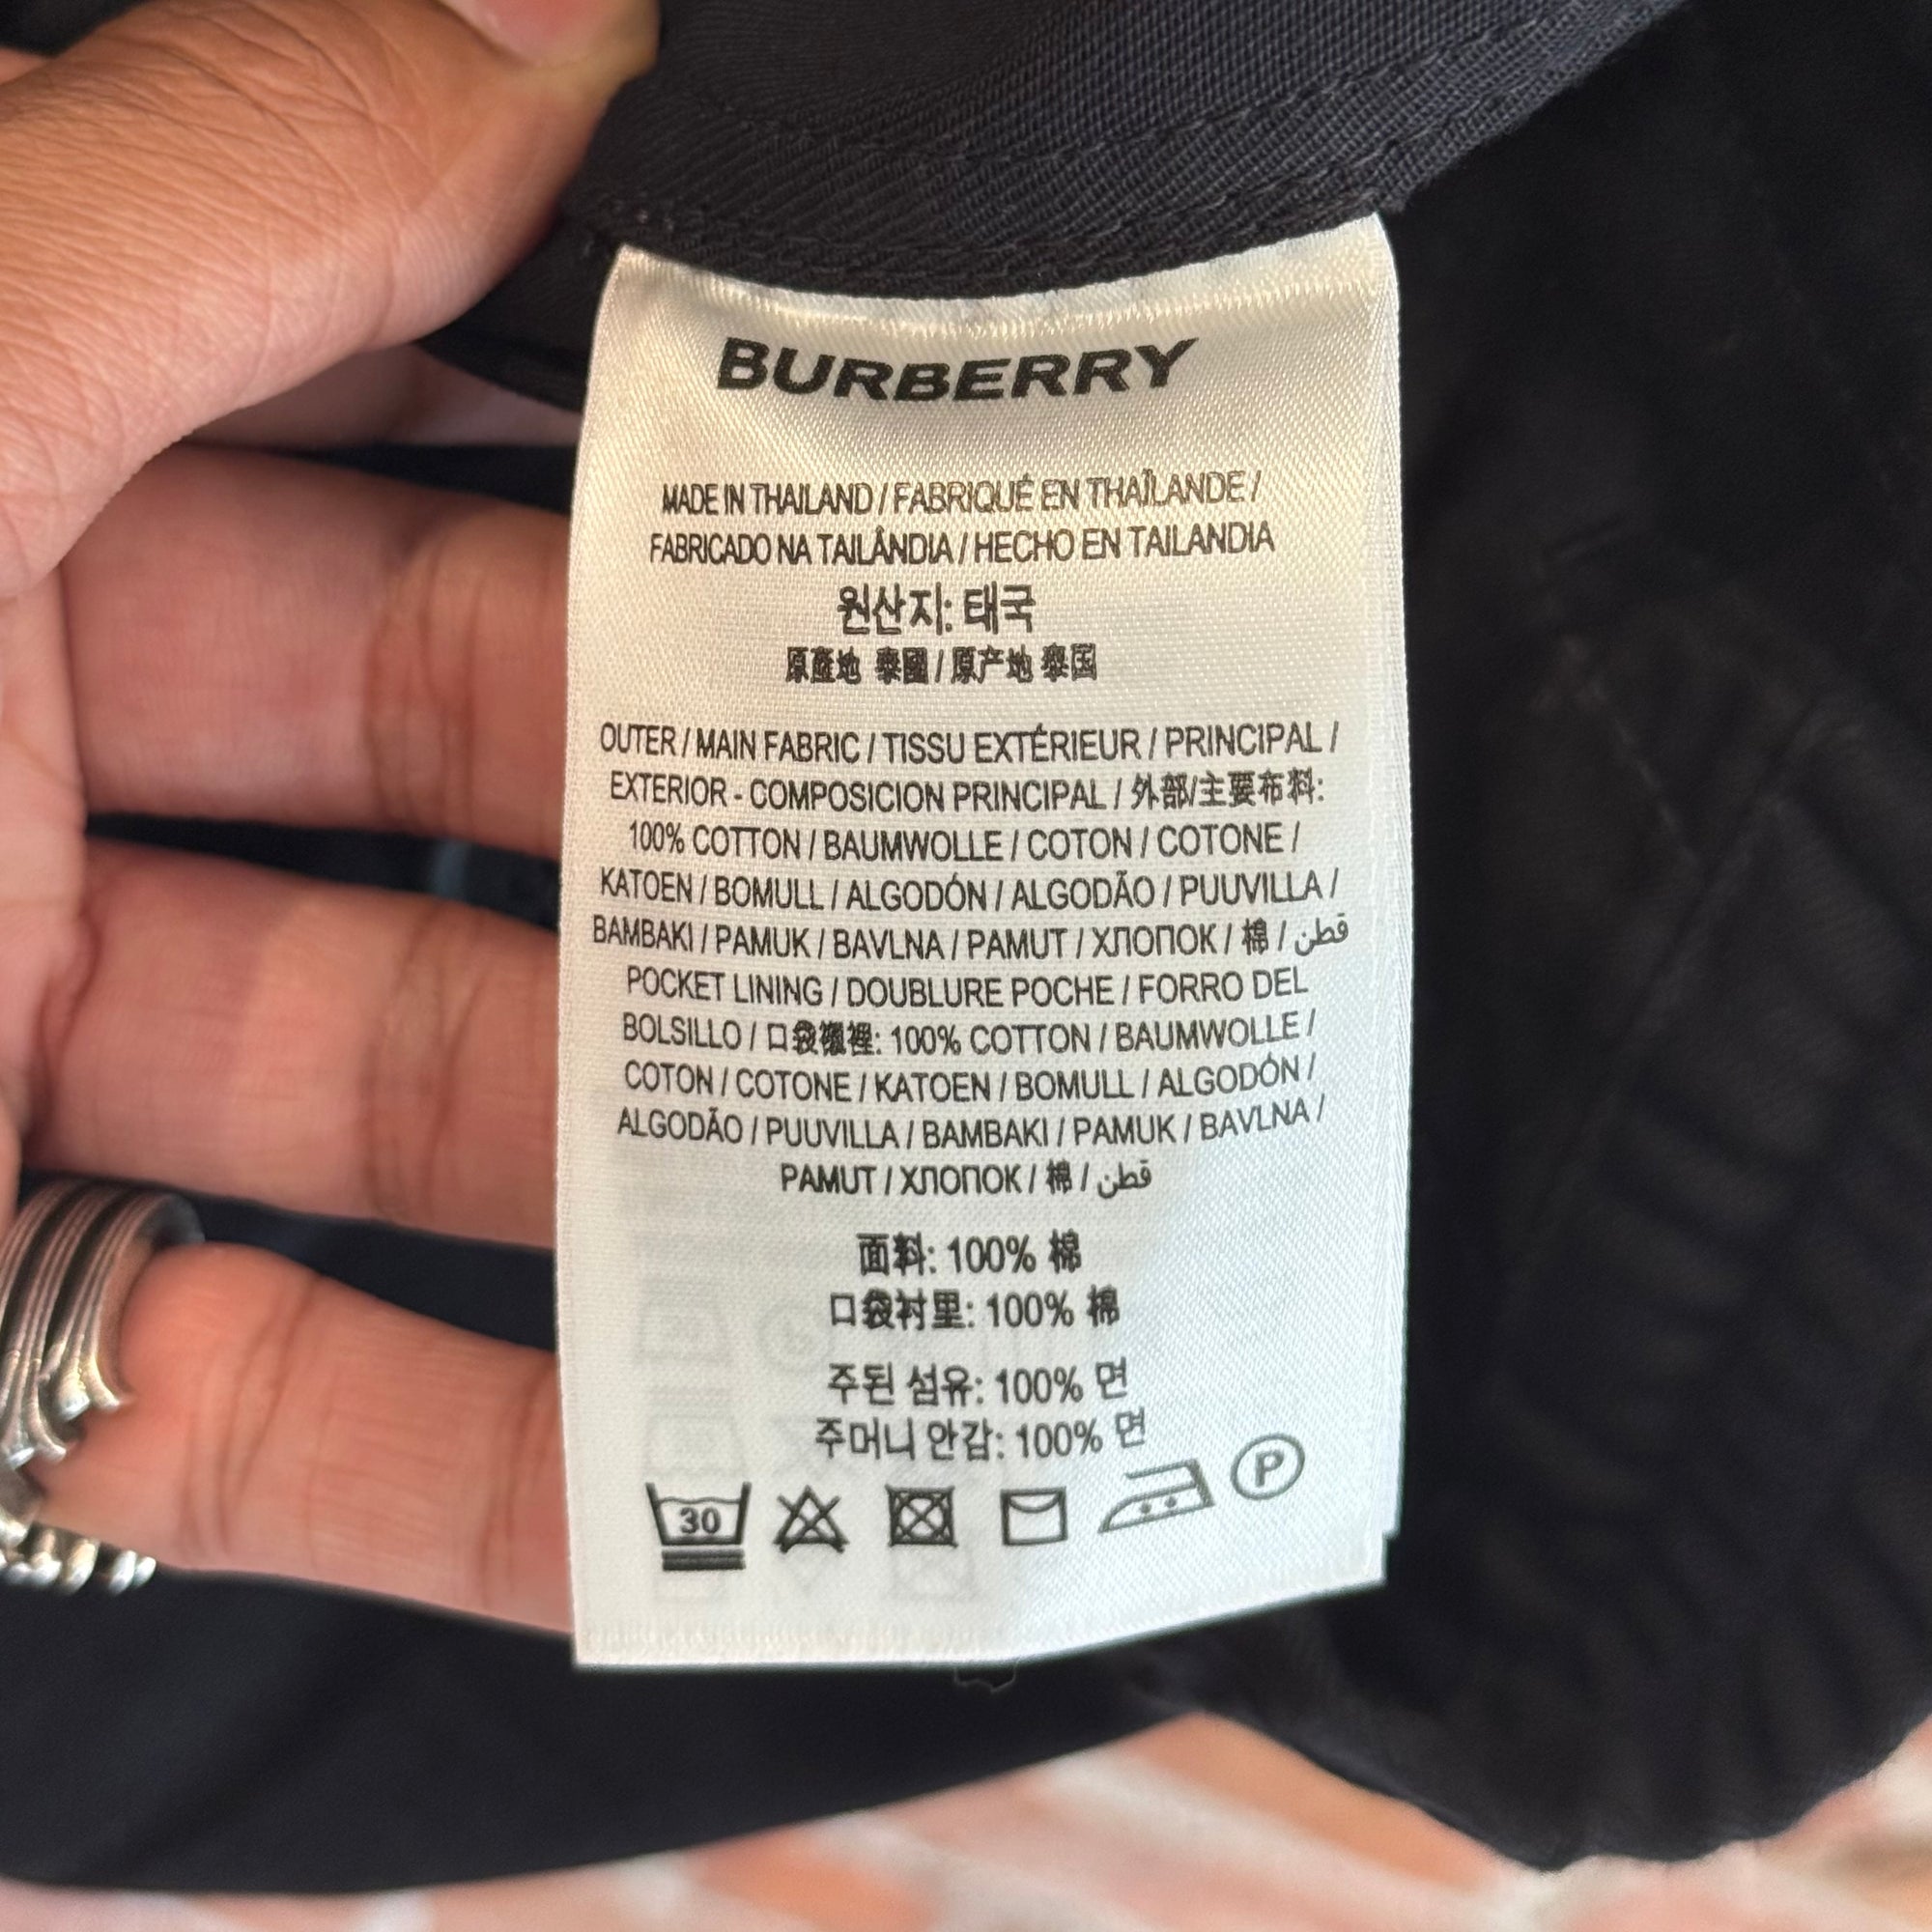 BURBERRY
MADE IN THAILAND / FABRIQUÉ EN THAÏLANDE /
FABRICADO NA TAILÂNDIA / HECHO EN TAILANDIA
원산지: 태국
原產地 泰國 / 原产地 泰国
OUTER / MAIN FABRIC / TISSU EXTÉRIEUR / PRINCIPAL /
EXTERIOR - COMPOSICION PRINCIPAL / 外部/主要布料:
100% COTTON / BAUMWOLLE / COTON / COTONE /
KATOEN / BOMULL / ALGODÓN / ALGODÃO / PUUVILLA /
BAMBAKI / PAMUK / BAVLNA / PAMUT / ХЛОПОК / 棉 / قطن
POCKET LINING / DOUBLURE POCHE / FORRO DEL
BOLSILLO / 口袋襯裡: 100% COTTON / BAUMWOLLE /
COTON / COTONE / KATOEN / BOMULL / ALGODÓN /
ALGODÃO / PUUVILLA / BAMBAKI / PAMUK / BAVLNA /
PAMUT / ХЛОПОК / 棉 / قطن
面料: 100% 棉
口袋衬里: 100% 棉
주된 섬유: 100% 면
주머니 안감: 100% 면
30 P